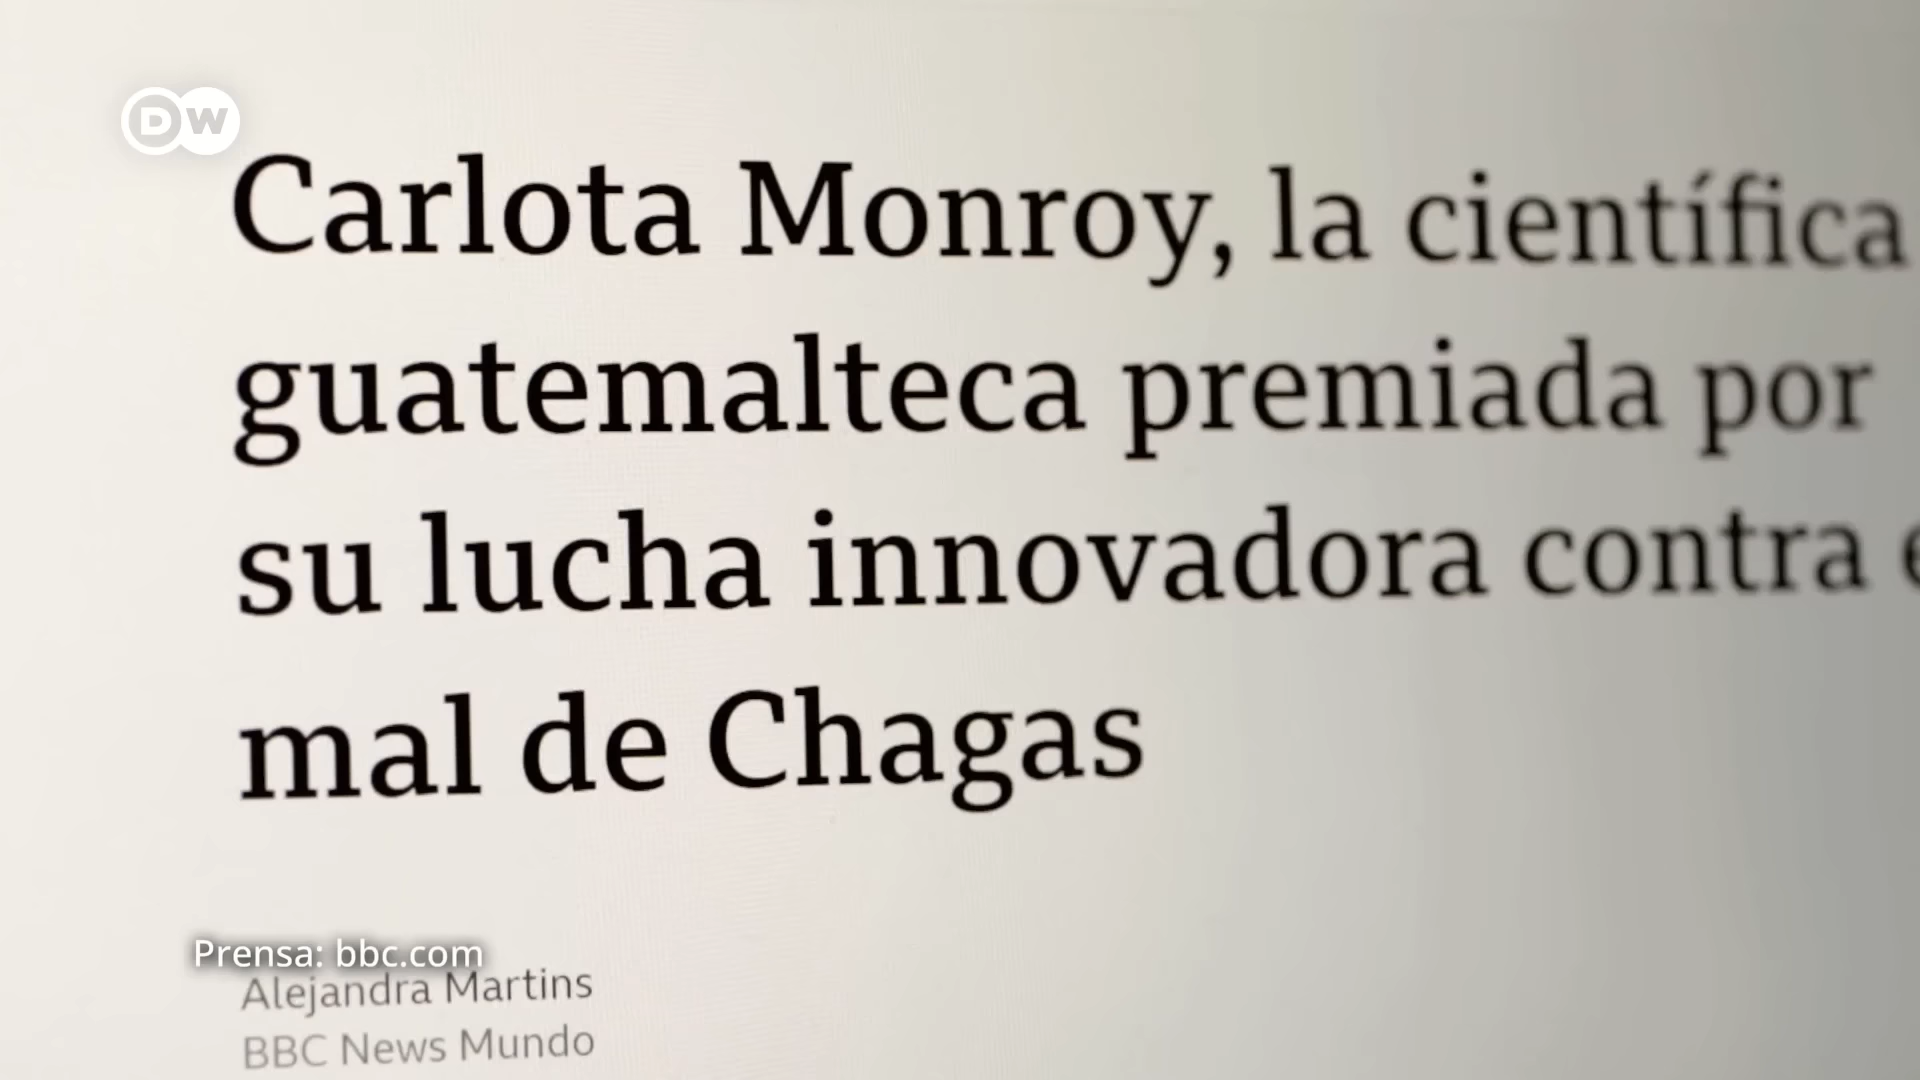 DW
Carlota Monroy, la científica
guatemalteca premiada por
su lucha innovadora contra
mal de Chagas
Prensa: bbc.com
Alejandra Martins
BBC News Mundo